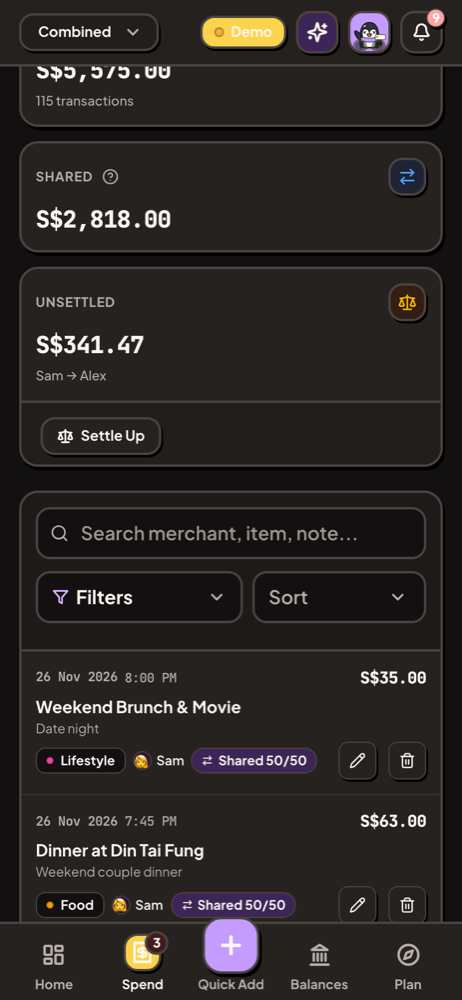 Combined
Demo
9
S$5,575.00
115 transactions
SHARED ?
S$2,818.00
UNSETTLED
S$341.47
Sam → Alex
Settle Up
Search merchant, item, note...
Filters
Sort
26 Nov 2026 8:00 PM
S$35.00
Weekend Brunch & Movie
Date night
Lifestyle
Sam
Shared 50/50
26 Nov 2026 7:45 PM
S$63.00
Dinner at Din Tai Fung
Weekend couple dinner
Food
Sam
Shared 50/50
Home
3
Spend
Quick Add
Balances
Plan